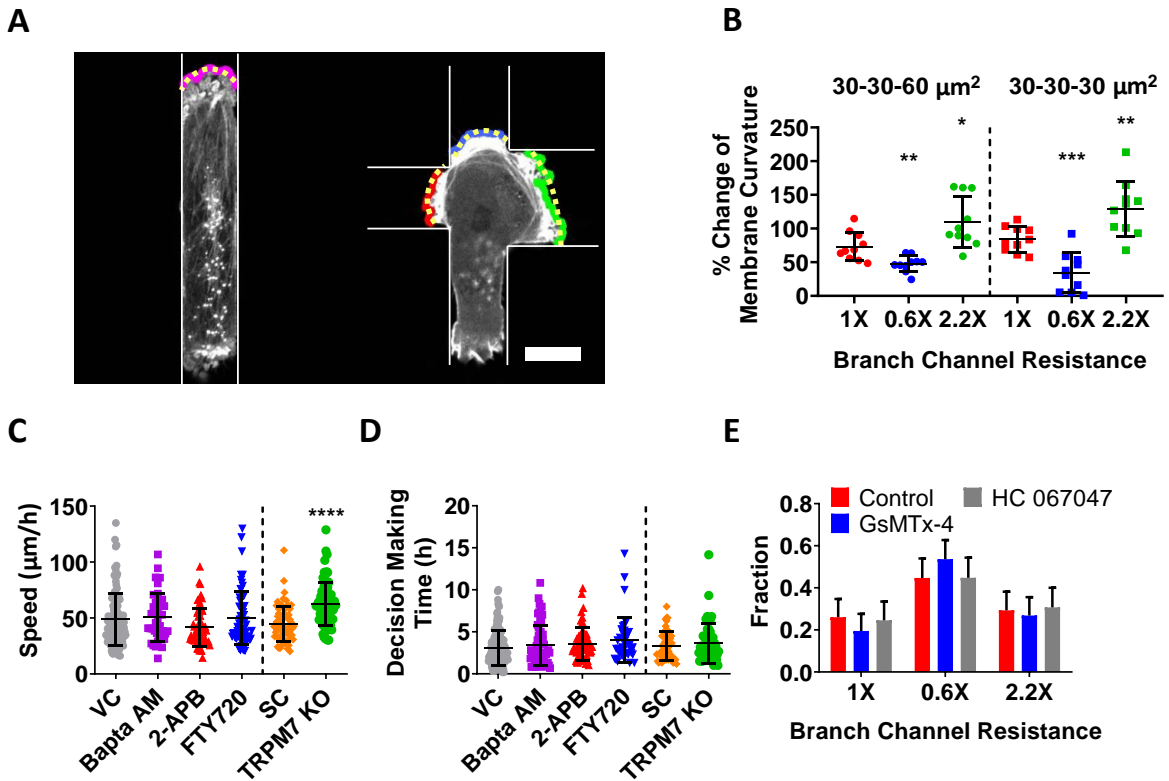 A
B
30-30-60 µm²
30-30-30 µm²
% Change of
Membrane Curvature
250
200
150
100
50
0
*
**
**
***
1X
0.6X
2.2X
1X
0.6X
2.2X
Branch Channel Resistance
C
Speed (µm/h)
150
100
50
0
****
VC
Bapta AM
2-APB
FTY720
SC
TRPM7 KO
D
Decision Making
Time (h)
20
15
10
5
0
VC
Bapta AM
2-APB
FTY720
SC
TRPM7 KO
E
Control
HC 067047
GsMTx-4
Fraction
0.8
0.6
0.4
0.2
0.0
1X
0.6X
2.2X
Branch Channel Resistance